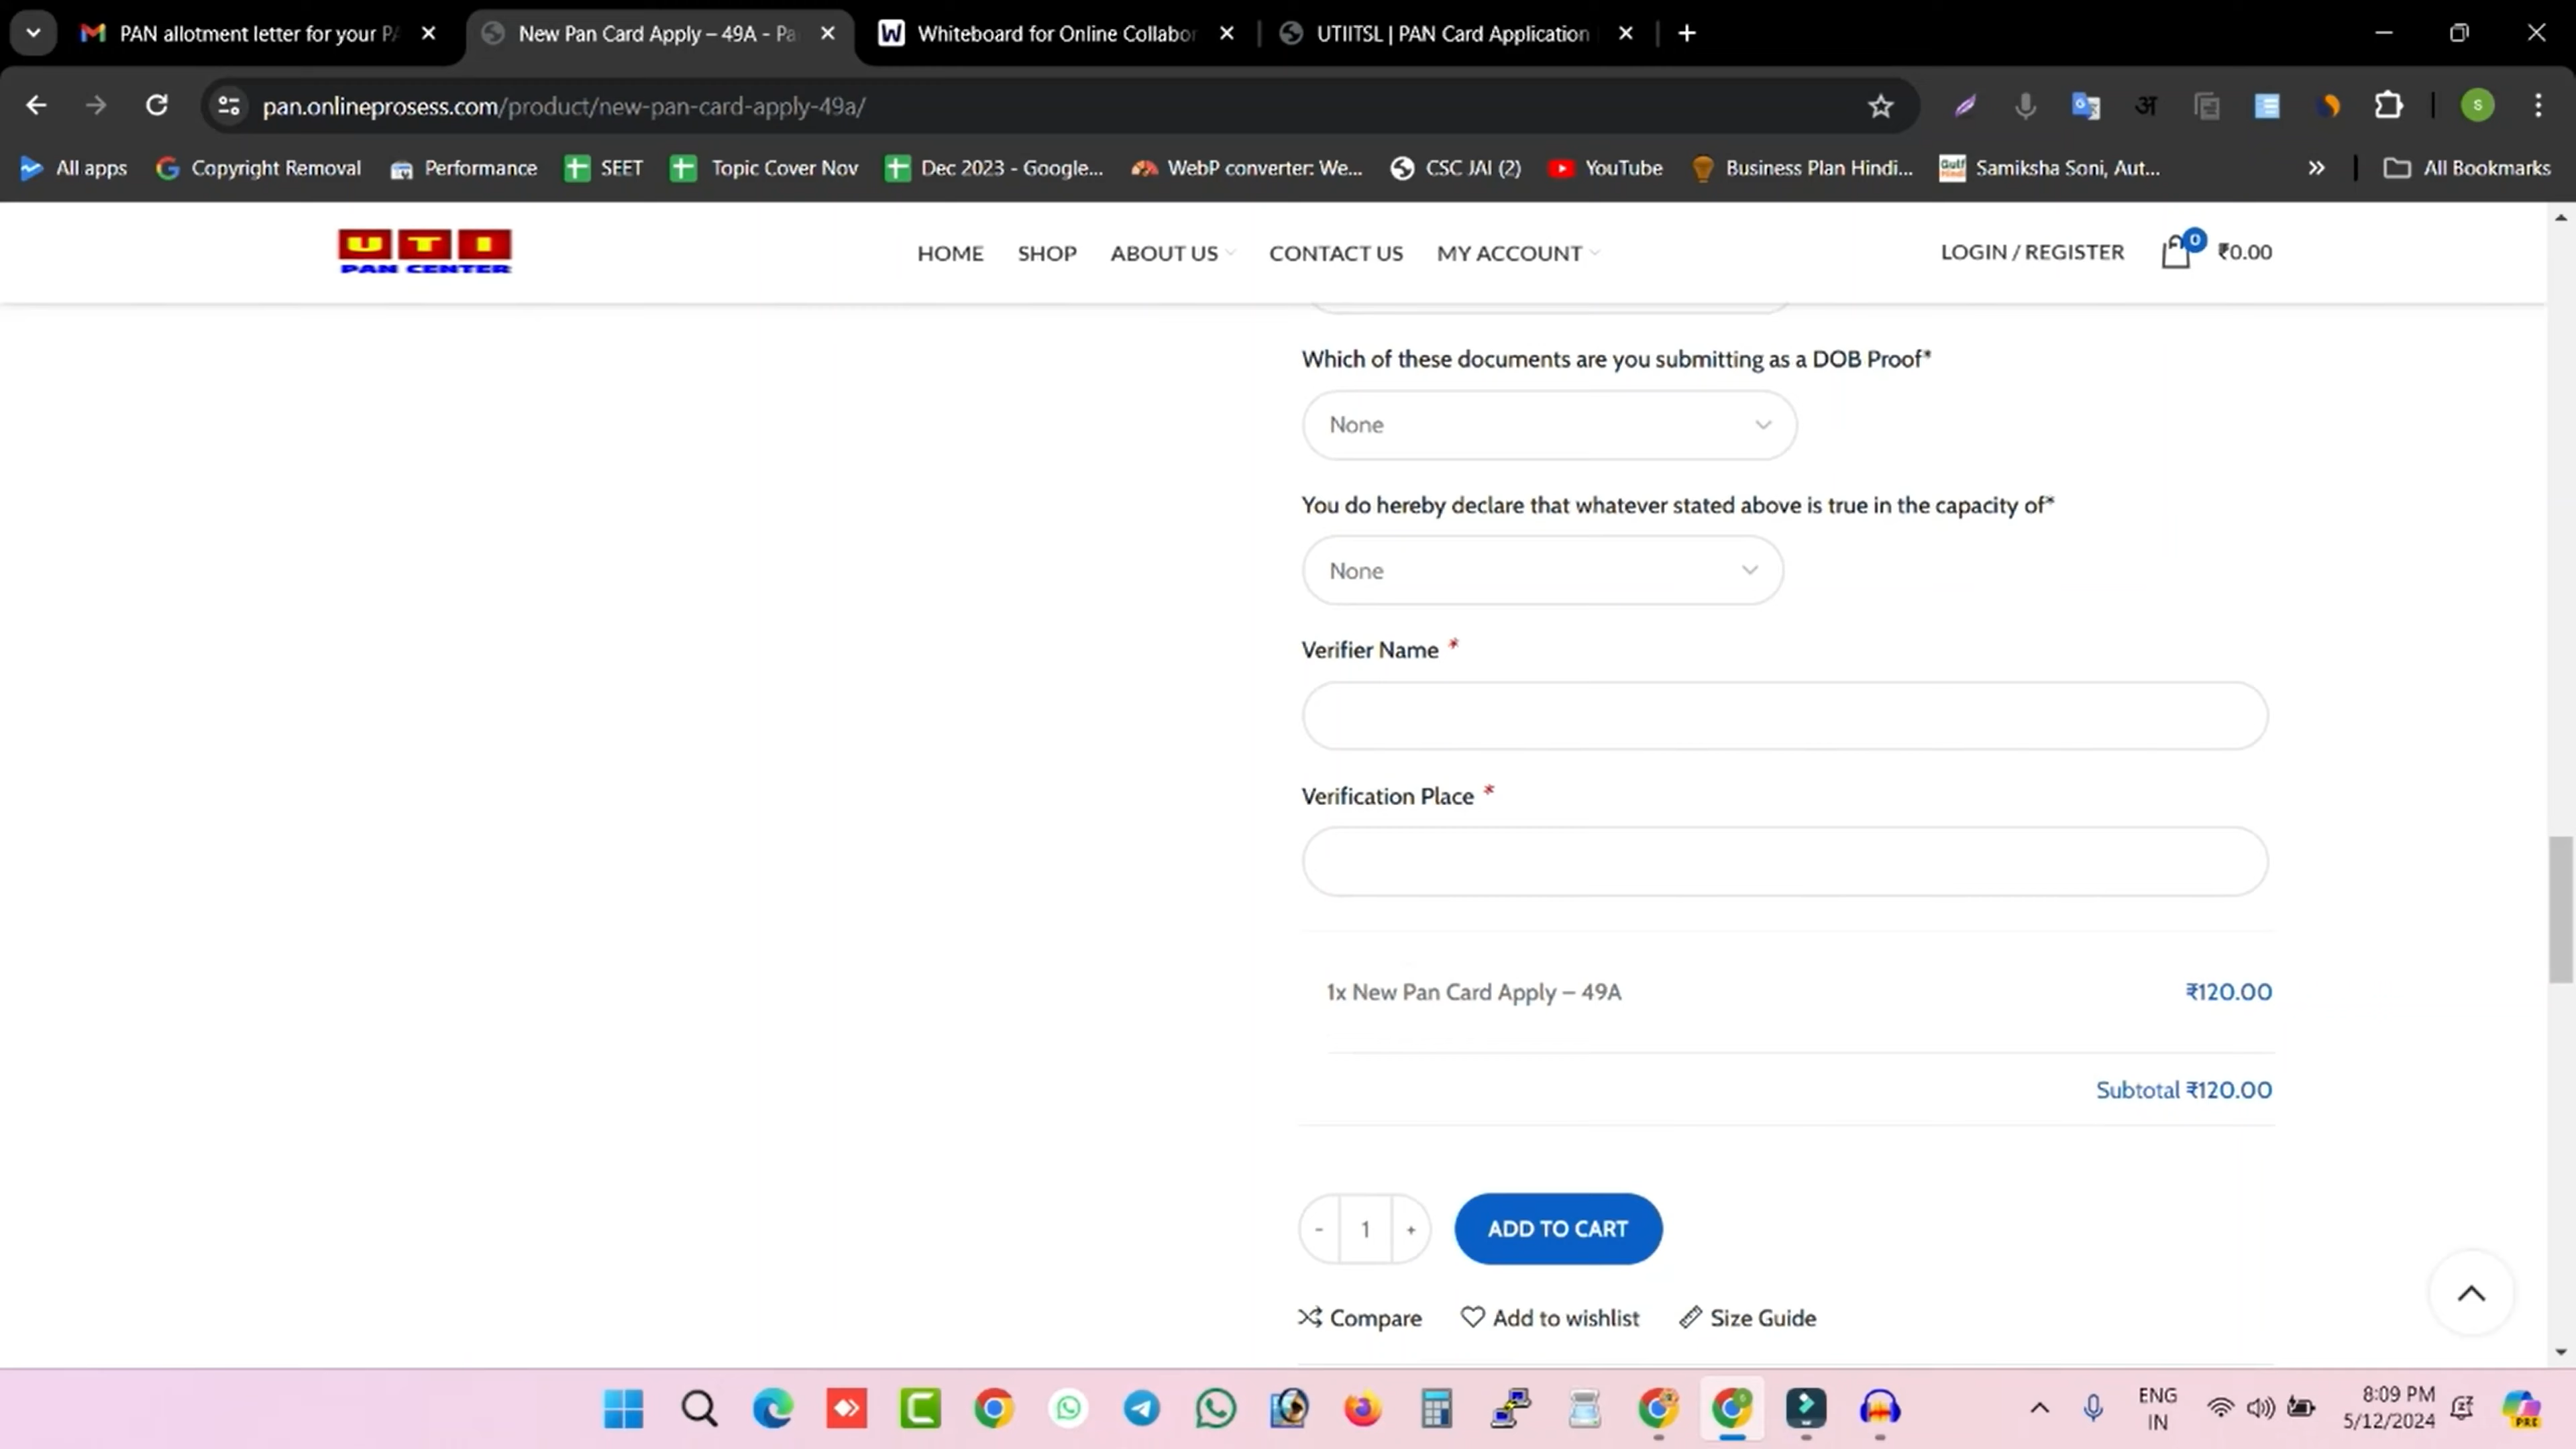 PAN allotment letter for your PA
New Pan Card Apply – 49A - Pa
Whiteboard for Online Collabor
UTIITSL | PAN Card Application
pan.onlineprosess.com/product/new-pan-card-apply-49a/
All apps
Copyright Removal
Performance
SEET
Topic Cover Nov
Dec 2023 - Google...
WebP converter: We...
CSC JAI (2)
YouTube
Business Plan Hindi...
Samiksha Soni, Aut...
All Bookmarks
UTI
PAN CENTER
HOME
SHOP
ABOUT US
CONTACT US
MY ACCOUNT
LOGIN / REGISTER
0
₹0.00
Which of these documents are you submitting as a DOB Proof*
None
You do hereby declare that whatever stated above is true in the capacity of*
None
Verifier Name *
Verification Place *
1x New Pan Card Apply – 49A ₹120.00
Subtotal ₹120.00
- 1 +
ADD TO CART
Compare
Add to wishlist
Size Guide
ENG
IN
8:09 PM
5/12/2024
PRE